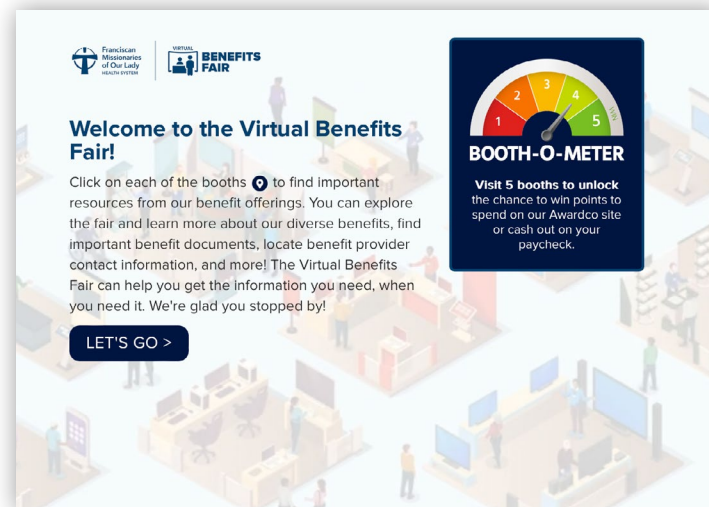 Franciscan
Missionaries
of Our Lady
HEALTH SYSTEM
VIRTUAL
BENEFITS
FAIR
Welcome to the Virtual Benefits
Fair!
Click on each of the booths to find important
resources from our benefit offerings. You can explore
the fair and learn more about our diverse benefits, find
important benefit documents, locate benefit provider
contact information, and more! The Virtual Benefits
Fair can help you get the information you need, when
you need it. We're glad you stopped by!
LET'S GO >
1
2
3
4
5
BOOTH-O-METER
Visit 5 booths to unlock
the chance to win points to
spend on our Awardco site
or cash out on your
paycheck.